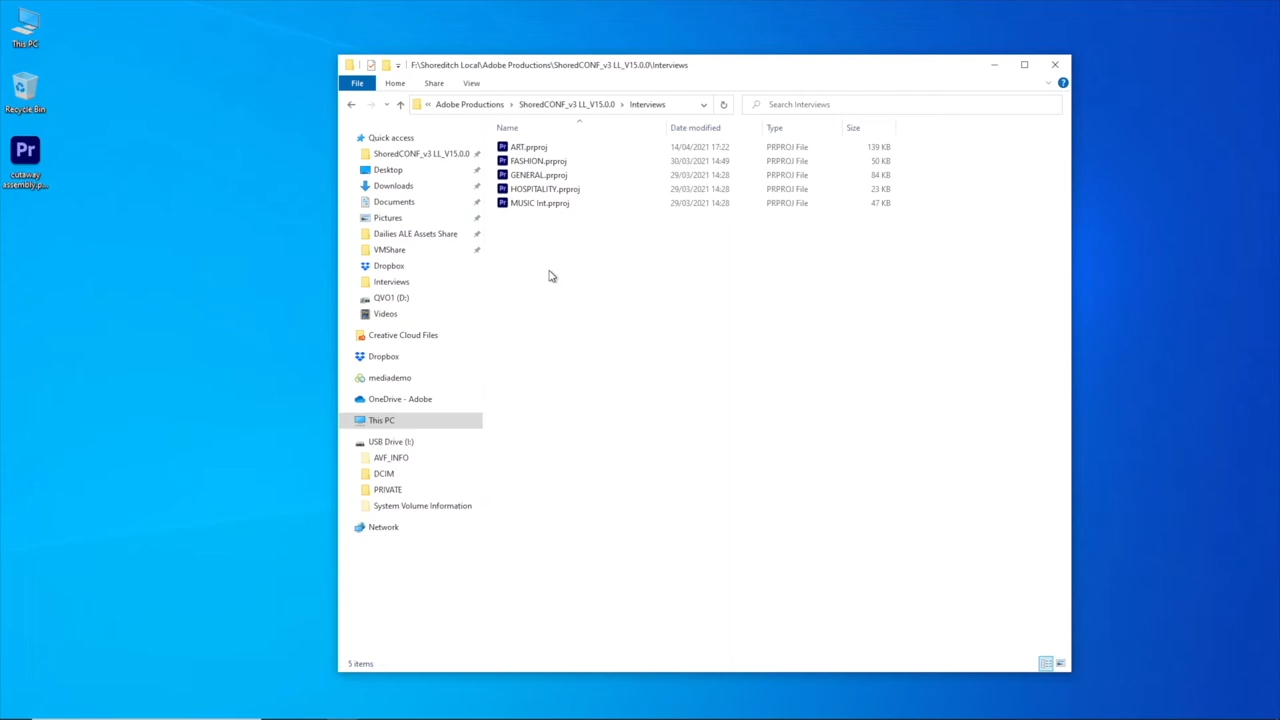 This PC
Recycle Bin
Pr
cutaway
assembly.p...
F:\Shoreditch Local\Adobe Productions\ShoredCONF_v3 LL_V15.0.0\Interviews
File Home Share View
« Adobe Productions > ShoredCONF_v3 LL_V15.0.0 > Interviews
Search Interviews
Name Date modified Type Size
Pr ART.prproj 14/04/2021 17:22 PRPROJ File 139 KB
Pr FASHION.prproj 30/03/2021 14:49 PRPROJ File 50 KB
Pr GENERAL.prproj 29/03/2021 14:28 PRPROJ File 84 KB
Pr HOSPITALITY.prproj 29/03/2021 14:28 PRPROJ File 23 KB
Pr MUSIC Int.prproj 29/03/2021 14:28 PRPROJ File 47 KB
Quick access
ShoredCONF_v3 LL_V15.0.0
Desktop
Downloads
Documents
Pictures
Dailies ALE Assets Share
VMShare
Dropbox
Interviews
QVO1 (D:)
Videos
Creative Cloud Files
Dropbox
mediademo
OneDrive - Adobe
This PC
USB Drive (I:)
AVF_INFO
DCIM
PRIVATE
System Volume Information
Network
5 items